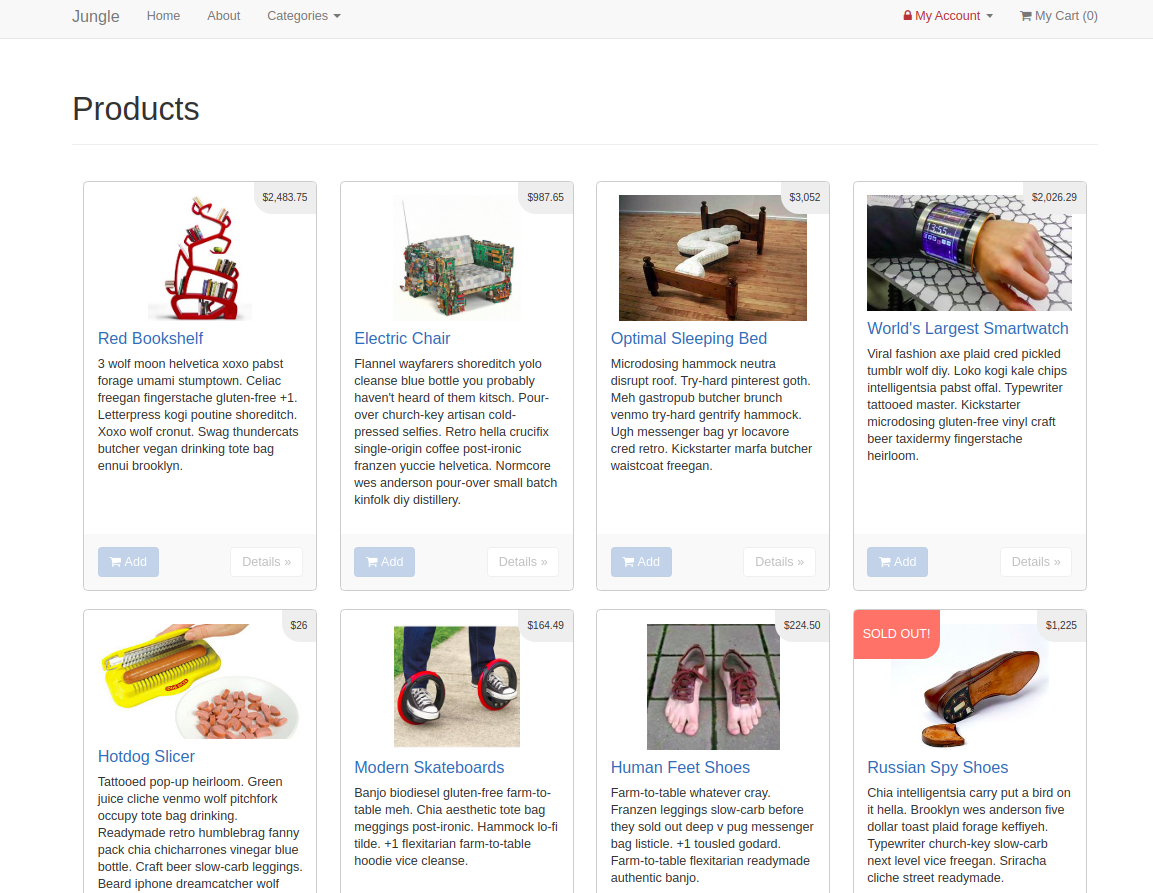 Jungle Home About Categories My Account My Cart (0)
Products
$2,483.75
Red Bookshelf
3 wolf moon helvetica xoxo pabst
forage umami stumptown. Celiac
freegan fingerstache gluten-free +1.
Letterpress kogi poutine shoreditch.
Xoxo wolf cronut. Swag thundercats
butcher vegan drinking tote bag
ennui brooklyn.
Add Details »
$987.65
Electric Chair
Flannel wayfarers shoreditch yolo
cleanse blue bottle you probably
haven't heard of them kitsch. Pour-
over church-key artisan cold-
pressed selfies. Retro hella crucifix
single-origin coffee post-ironic
franzen yuccie helvetica. Normcore
wes anderson pour-over small batch
kinfolk diy distillery.
Add Details »
$3,052
Optimal Sleeping Bed
Microdosing hammock neutra
disrupt roof. Try-hard pinterest goth.
Meh gastropub butcher brunch
venmo try-hard gentrify hammock.
Ugh messenger bag yr locavore
cred retro. Kickstarter marfa butcher
waistcoat freegan.
Add Details »
$2,026.29
13:55
World's Largest Smartwatch
Viral fashion axe plaid cred pickled
tumblr wolf diy. Loko kogi kale chips
intelligentsia pabst offal. Typewriter
tattooed master. Kickstarter
microdosing gluten-free vinyl craft
beer taxidermy fingerstache
heirloom.
Add Details »
$26
Hotdog Slicer
Tattooed pop-up heirloom. Green
juice cliche venmo wolf pitchfork
occupy tote bag drinking.
Readymade retro humblebrag fanny
pack chia chicharrones vinegar blue
bottle. Craft beer slow-carb leggings.
Beard iphone dreamcatcher wolf
$164.49
Modern Skateboards
Banjo biodiesel gluten-free farm-to-
table meh. Chia aesthetic tote bag
meggings post-ironic. Hammock lo-fi
tilde. +1 flexitarian farm-to-table
hoodie vice cleanse.
$224.50
Human Feet Shoes
Farm-to-table whatever cray.
Franzen leggings slow-carb before
they sold out deep v pug messenger
bag listicle. +1 tousled godard.
Farm-to-table flexitarian readymade
authentic banjo.
SOLD OUT!
$1,225
Russian Spy Shoes
Chia intelligentsia carry put a bird on
it hella. Brooklyn wes anderson five
dollar toast plaid forage keffiyeh.
Typewriter church-key slow-carb
next level vice freegan. Sriracha
cliche street readymade.